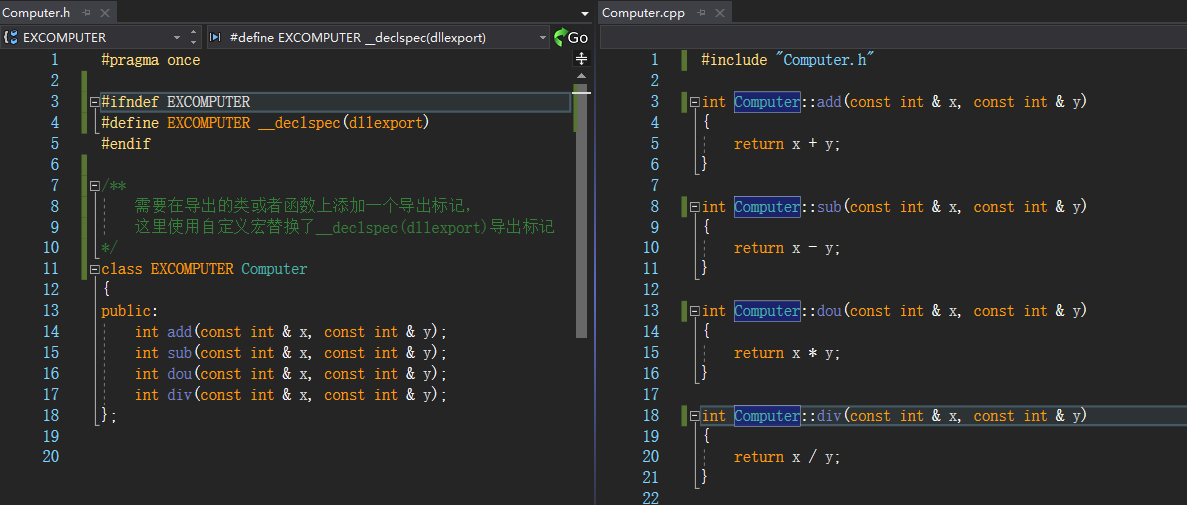 Computer.h
EXCOMPUTER
#define EXCOMPUTER __declspec(dllexport)
Go
1 #pragma once
2
3 #ifndef EXCOMPUTER
4 #define EXCOMPUTER __declspec(dllexport)
5 #endif
6
7 /**
8 需要在导出的类或者函数上添加一个导出标记,
9 这里使用自定义宏替换了__declspec(dllexport)导出标记
10 */
11 class EXCOMPUTER Computer
12 {
13 public:
14 int add(const int & x, const int & y);
15 int sub(const int & x, const int & y);
16 int dou(const int & x, const int & y);
17 int div(const int & x, const int & y);
18 };
19
20
Computer.cpp
1 #include "Computer.h"
2
3 int Computer::add(const int & x, const int & y)
4 {
5 return x + y;
6 }
7
8 int Computer::sub(const int & x, const int & y)
9 {
10 return x - y;
11 }
12
13 int Computer::dou(const int & x, const int & y)
14 {
15 return x * y;
16 }
17
18 int Computer::div(const int & x, const int & y)
19 {
20 return x / y;
21 }
22